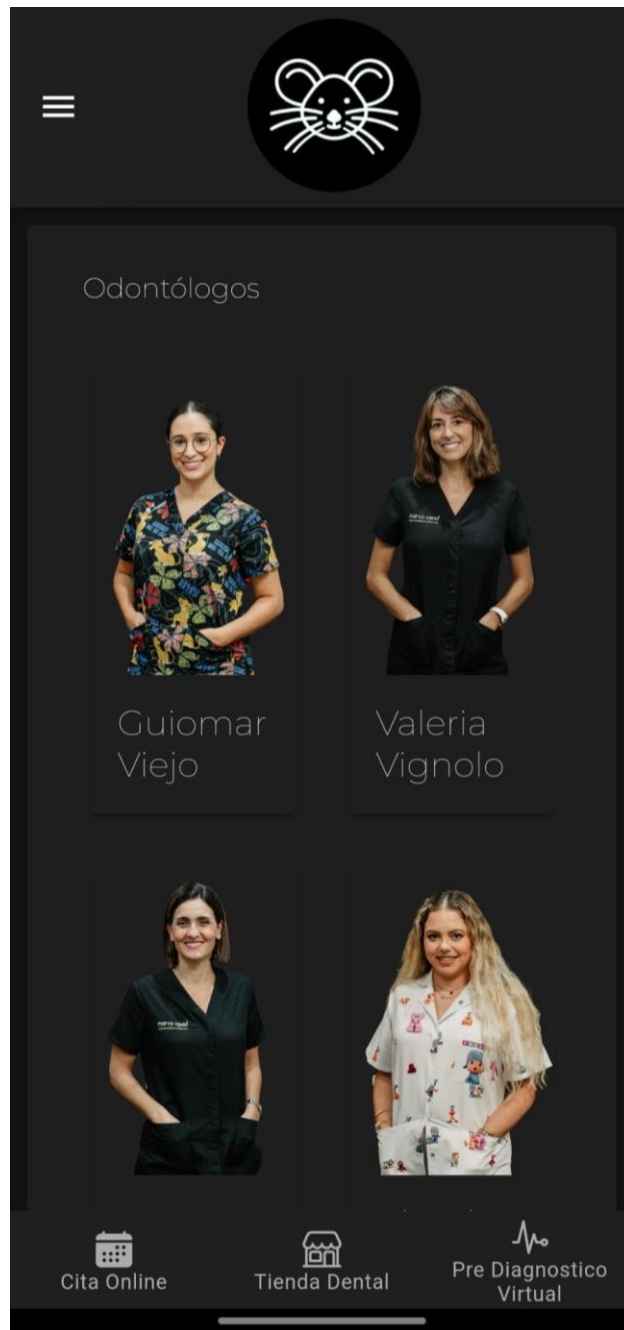 Odontólogos
Guiomar
Viejo
Valeria
Vignolo
Cita Online
Tienda Dental
Pre Diagnostico
Virtual